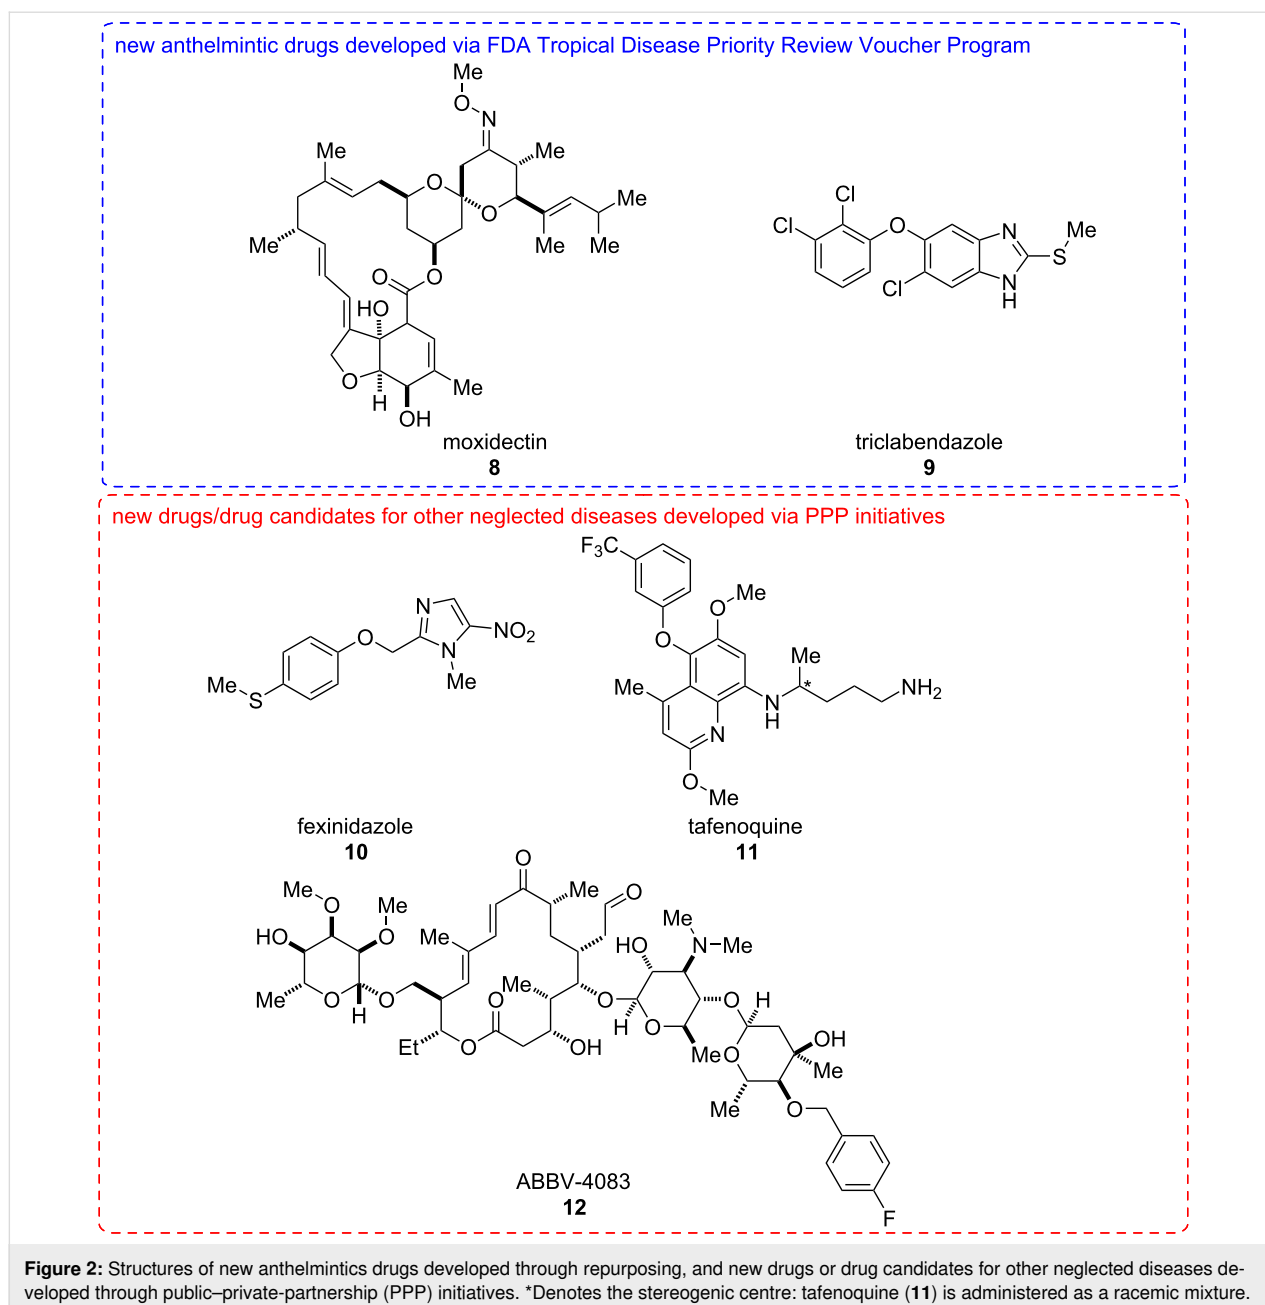 new anthelmintic drugs developed via FDA Tropical Disease Priority Review Voucher Program
Me
O
N
Me
Me
O
Me
O
Me
Me
Me
O
O
HO
O
H
Me
OH
moxidectin
8
Cl
Cl
O
N
Me
S
Cl
N
H
triclabendazole
9
new drugs/drug candidates for other neglected diseases developed via PPP initiatives
N
O
NO2
N
Me
Me
S
fexinidazole
10
F3C
O
Me
O
Me
Me
*
NH2
N
H
N
O
Me
tafenoquine
11
O
Me
O
Me
O
Me
O
HO
Me
O
O
H
Me
Me
O
Me
N
Me
HO
O
H
O
Me
O
H
O
Et
O
OH
OH
Me
O
Me
O
F
ABBV-4083
12
Figure 2: Structures of new anthelmintics drugs developed through repurposing, and new drugs or drug candidates for other neglected diseases de-
veloped through public–private-partnership (PPP) initiatives. *Denotes the stereogenic centre: tafenoquine (11) is administered as a racemic mixture.